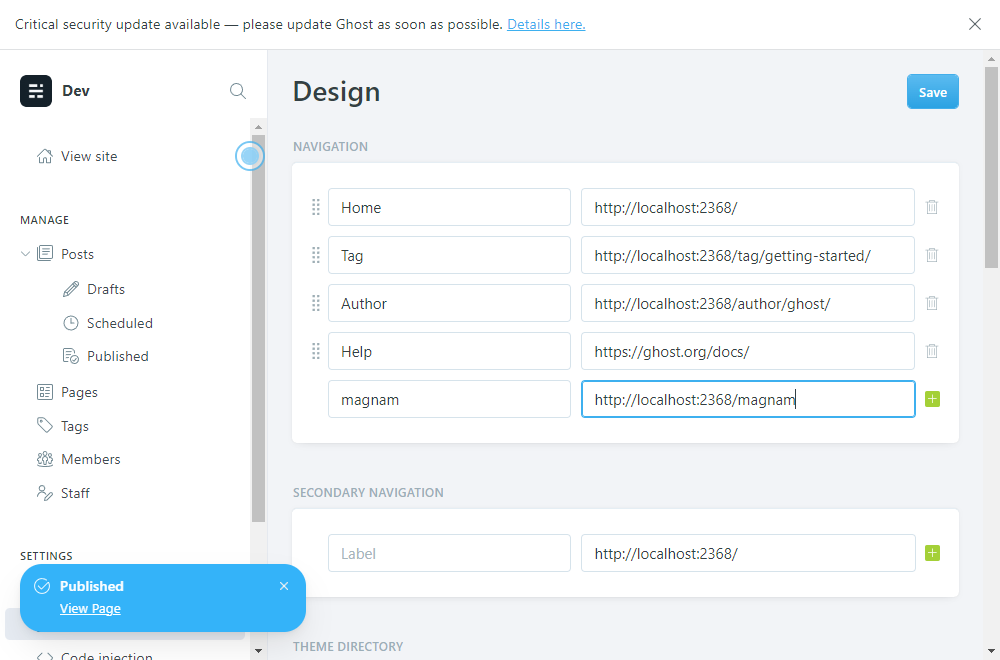 Critical security update available — please update Ghost as soon as possible. Details here.
Dev
View site
MANAGE
Posts
Drafts
Scheduled
Published
Pages
Tags
Members
Staff
SETTINGS
Published
View Page
Code injection
Design
Save
NAVIGATION
Home
http://localhost:2368/
Tag
http://localhost:2368/tag/getting-started/
Author
http://localhost:2368/author/ghost/
Help
https://ghost.org/docs/
magnam
http://localhost:2368/magnam
SECONDARY NAVIGATION
Label
http://localhost:2368/
THEME DIRECTORY